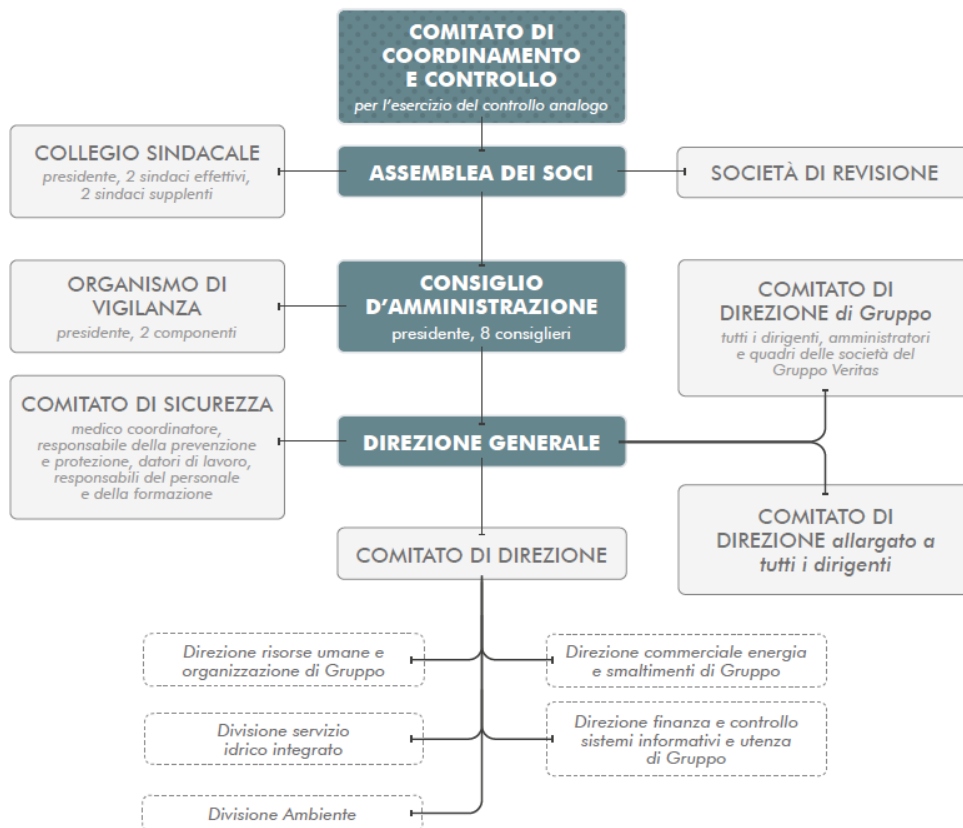 COMITATO DI
COORDINAMENTO
E CONTROLLO
per l'esercizio del controllo analogo
COLLEGIO SINDACALE
presidente, 2 sindaci effettivi,
2 sindaci supplenti
ASSEMBLEA DEI SOCI
SOCIETÀ DI REVISIONE
ORGANISMO DI
VIGILANZA
presidente, 2 componenti
CONSIGLIO
D'AMMINISTRAZIONE
presidente, 8 consiglieri
COMITATO DI
DIREZIONE di Gruppo
tutti i dirigenti, amministratori
e quadri delle società del
Gruppo Veritas
COMITATO DI SICUREZZA
medico coordinatore,
responsabile della prevenzione
e protezione, datori di lavoro,
responsabili del personale
e della formazione
DIREZIONE GENERALE
COMITATO DI
DIREZIONE allargato a
tutti i dirigenti
COMITATO DI DIREZIONE
Direzione risorse umane e
organizzazione di Gruppo
Direzione commerciale energia
e smaltimenti di Gruppo
Divisione servizio
idrico integrato
Direzione finanza e controllo
sistemi informativi e utenza
di Gruppo
Divisione Ambiente